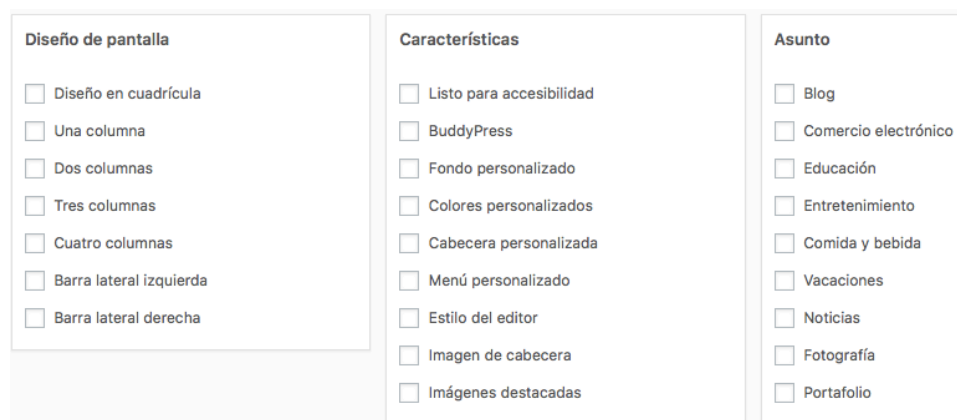 Diseño de pantalla
Diseño en cuadrícula
Una columna
Dos columnas
Tres columnas
Cuatro columnas
Barra lateral izquierda
Barra lateral derecha
Características
Listo para accesibilidad
BuddyPress
Fondo personalizado
Colores personalizados
Cabecera personalizada
Menú personalizado
Estilo del editor
Imagen de cabecera
Imágenes destacadas
Asunto
Blog
Comercio electrónico
Educación
Entretenimiento
Comida y bebida
Vacaciones
Noticias
Fotografía
Portafolio